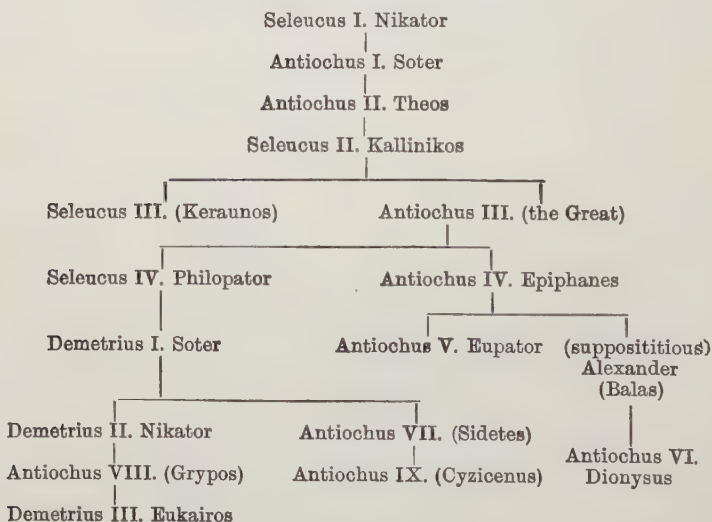 Seleucus I. Nikator
Antiochus I. Soter
Antiochus II. Theos
Seleucus II. Kallinikos
Seleucus III. (Keraunos) Antiochus III. (the Great)
Seleucus IV. Philopator Antiochus IV. Epiphanes
Demetrius I. Soter Antiochus V. Eupator (supposititious)
Alexander
(Balas)
Demetrius II. Nikator Antiochus VII. (Sidetes)
Antiochus VIII. (Grypos) Antiochus IX. (Cyzicenus) Antiochus VI.
Dionysus
Demetrius III. Eukairos